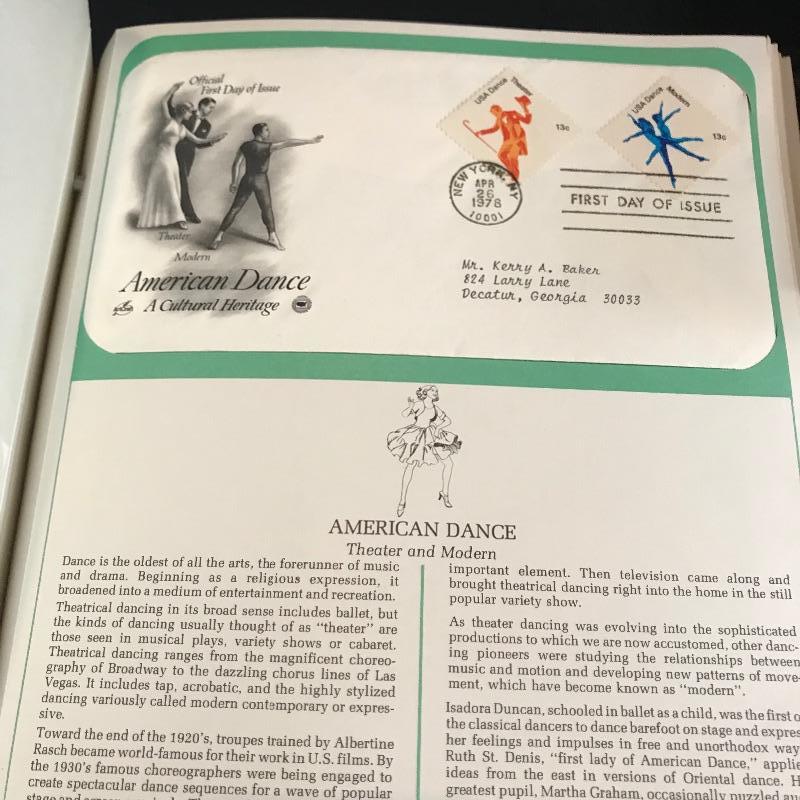 Official
First Day of Issue
Theater
Modern
American Dance
A Cultural Heritage
USA Dance Theater
13c
USA Dance Modern
13c
NEW YORK, NY
APR
26
1978
10001
FIRST DAY OF ISSUE
Mr. Kerry A. Baker
824 Larry Lane
Decatur, Georgia 30033
AMERICAN DANCE
Theater and Modern
Dance is the oldest of all the arts, the forerunner of music
and drama. Beginning as a religious expression, it
broadened into a medium of entertainment and recreation.
Theatrical dancing in its broad sense includes ballet, but
the kinds of dancing usually thought of as "theater" are
those seen in musical plays, variety shows or cabaret.
Theatrical dancing ranges from the magnificent choreo-
graphy of Broadway to the dazzling chorus lines of Las
Vegas. It includes tap, acrobatic, and the highly stylized
dancing variously called modern contemporary or expres-
sive.
Toward the end of the 1920's, troupes trained by Albertine
Rasch became world-famous for their work in U.S. films. By
the 1930's famous choreographers were being engaged to
create spectacular dance sequences for a wave of popular
important element. Then television came along and
brought theatrical dancing right into the home in the still
popular variety show.
As theater dancing was evolving into the sophisticated
productions to which we are now accustomed, other danc-
ing pioneers were studying the relationships between
music and motion and developing new patterns of move-
ment, which have become known as "modern".
Isadora Duncan, schooled in ballet as a child, was the first o
the classical dancers to dance barefoot on stage and expres
her feelings and impulses in free and unorthodox way
Ruth St. Denis, "first lady of American Dance," applie
ideas from the east in versions of Oriental dance. H
greatest pupil, Martha Graham, occasionally puzzled au